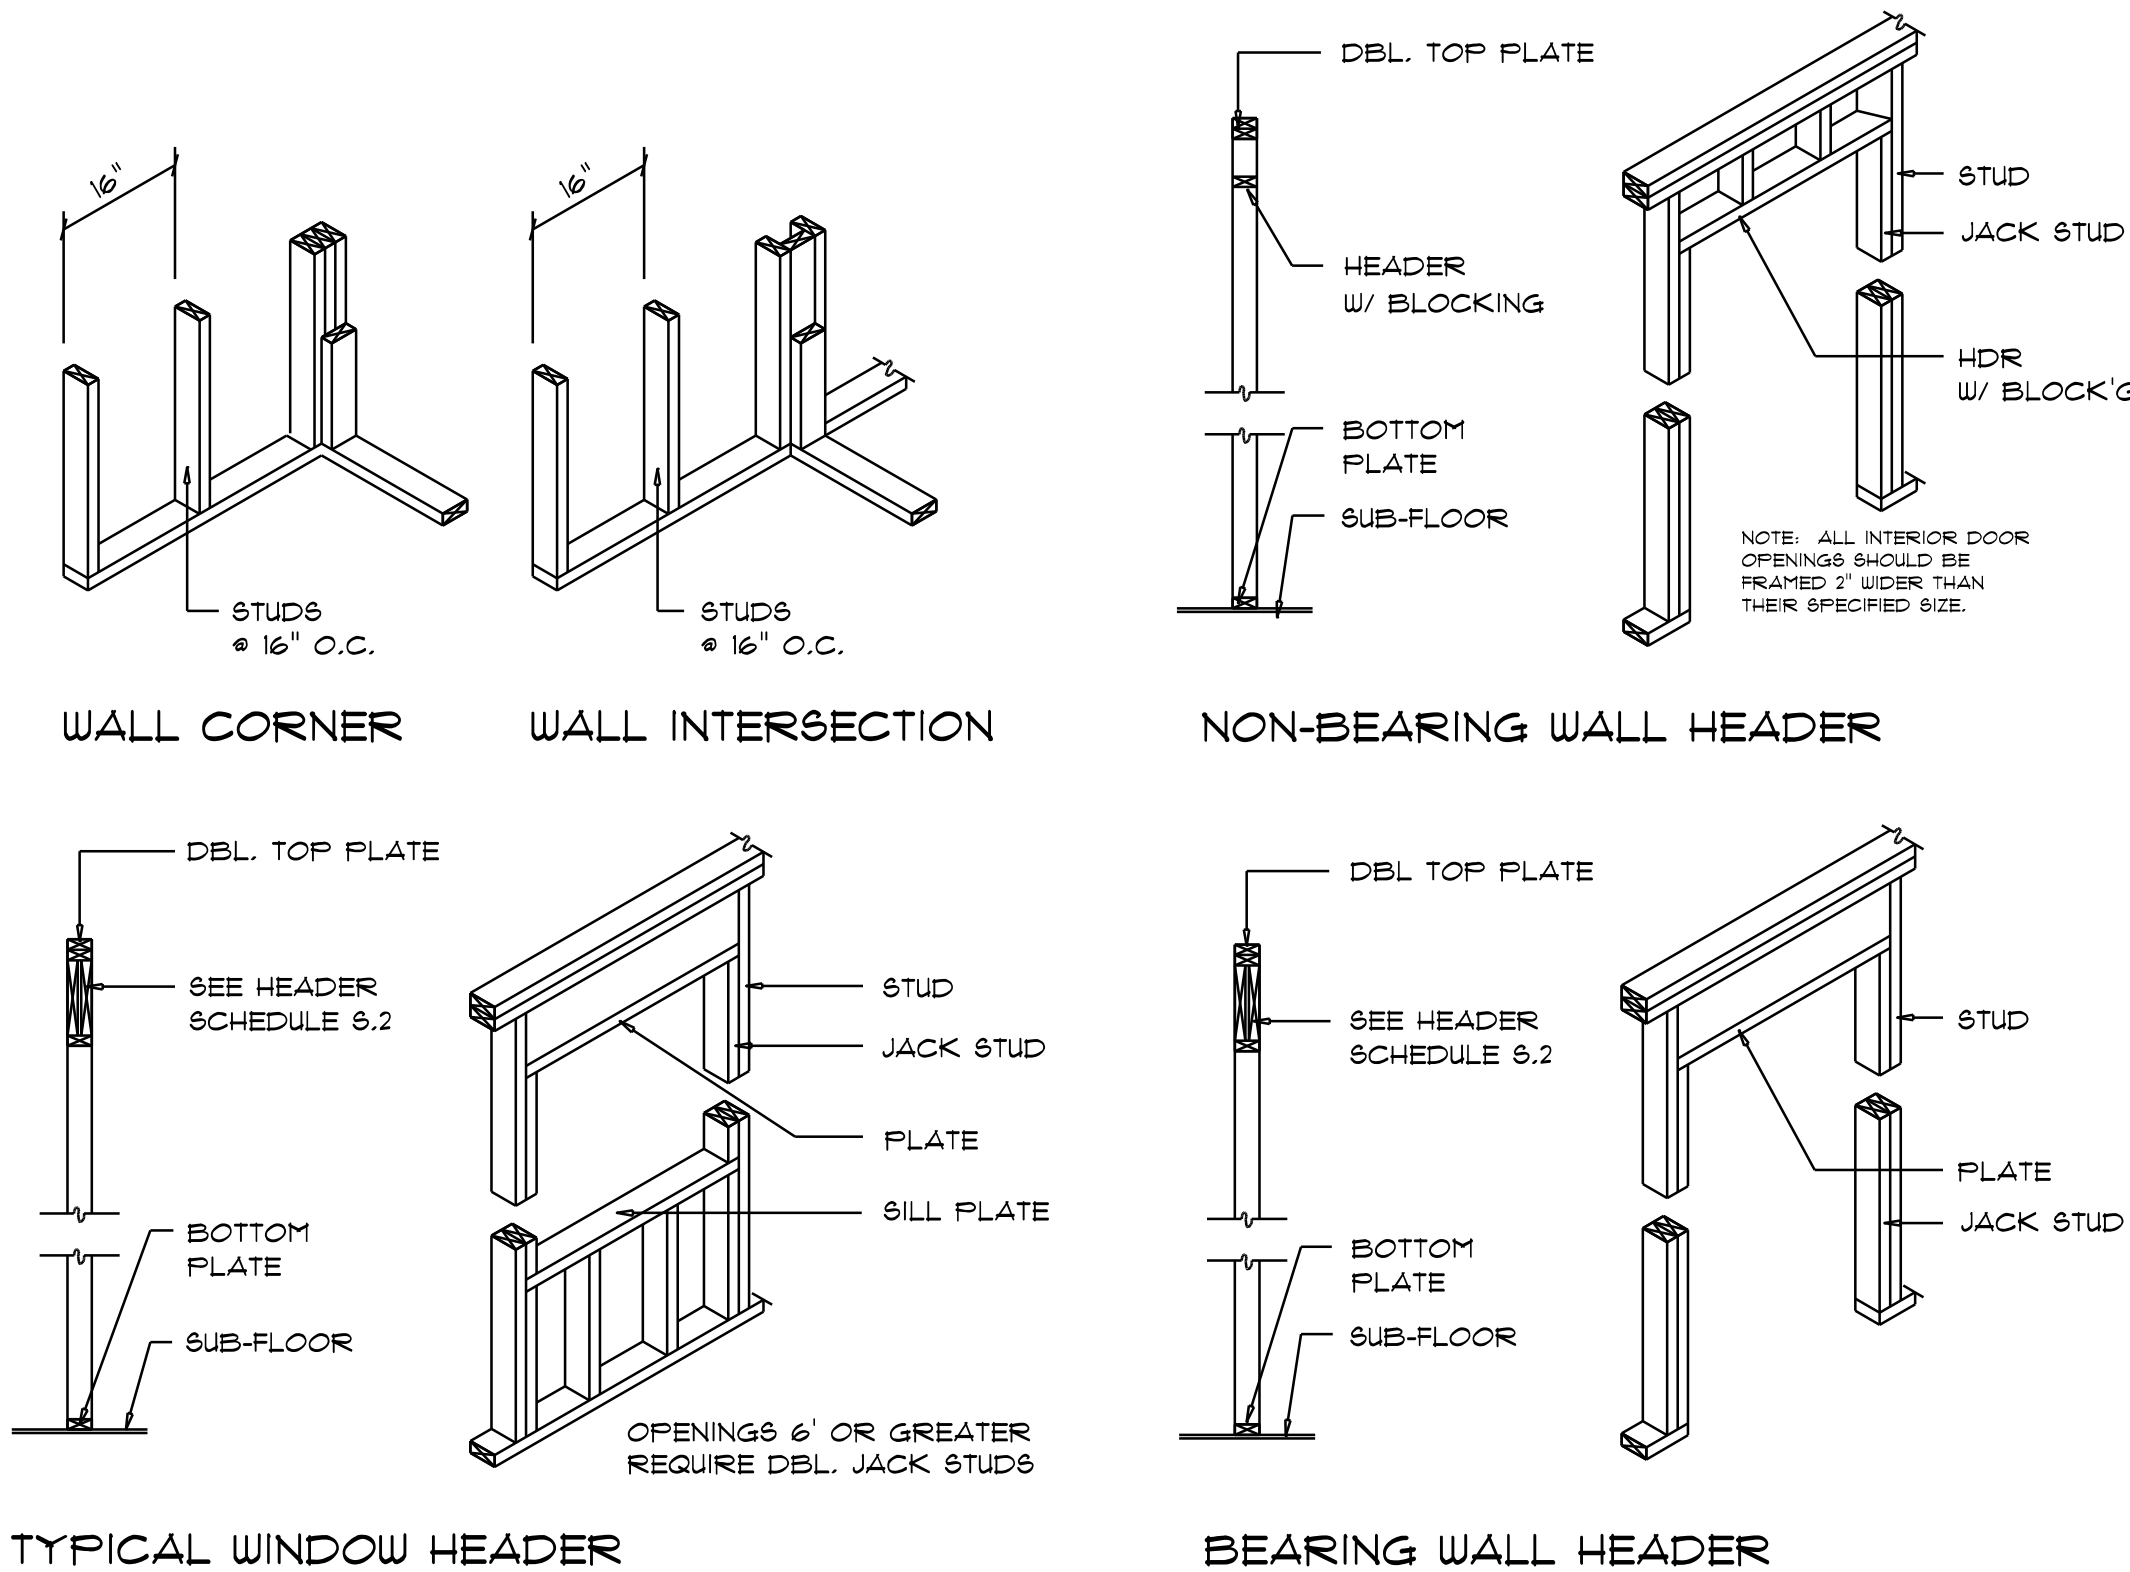 16"
STUDS
@ 16" O.C.
WALL CORNER
16"
STUDS
@ 16" O.C.
WALL INTERSECTION
DBL. TOP PLATE
HEADER
W/ BLOCKING
BOTTOM
PLATE
SUB-FLOOR
STUD
JACK STUD
HDR
W/ BLOCK'G
NOTE: ALL INTERIOR DOOR
OPENINGS SHOULD BE
FRAMED 2" WIDER THAN
THEIR SPECIFIED SIZE.
NON-BEARING WALL HEADER
DBL. TOP PLATE
SEE HEADER
SCHEDULE S.2
BOTTOM
PLATE
SUB-FLOOR
STUD
JACK STUD
PLATE
SILL PLATE
OPENINGS 6' OR GREATER
REQUIRE DBL. JACK STUDS
TYPICAL WINDOW HEADER
DBL TOP PLATE
SEE HEADER
SCHEDULE S.2
BOTTOM
PLATE
SUB-FLOOR
STUD
PLATE
JACK STUD
BEARING WALL HEADER